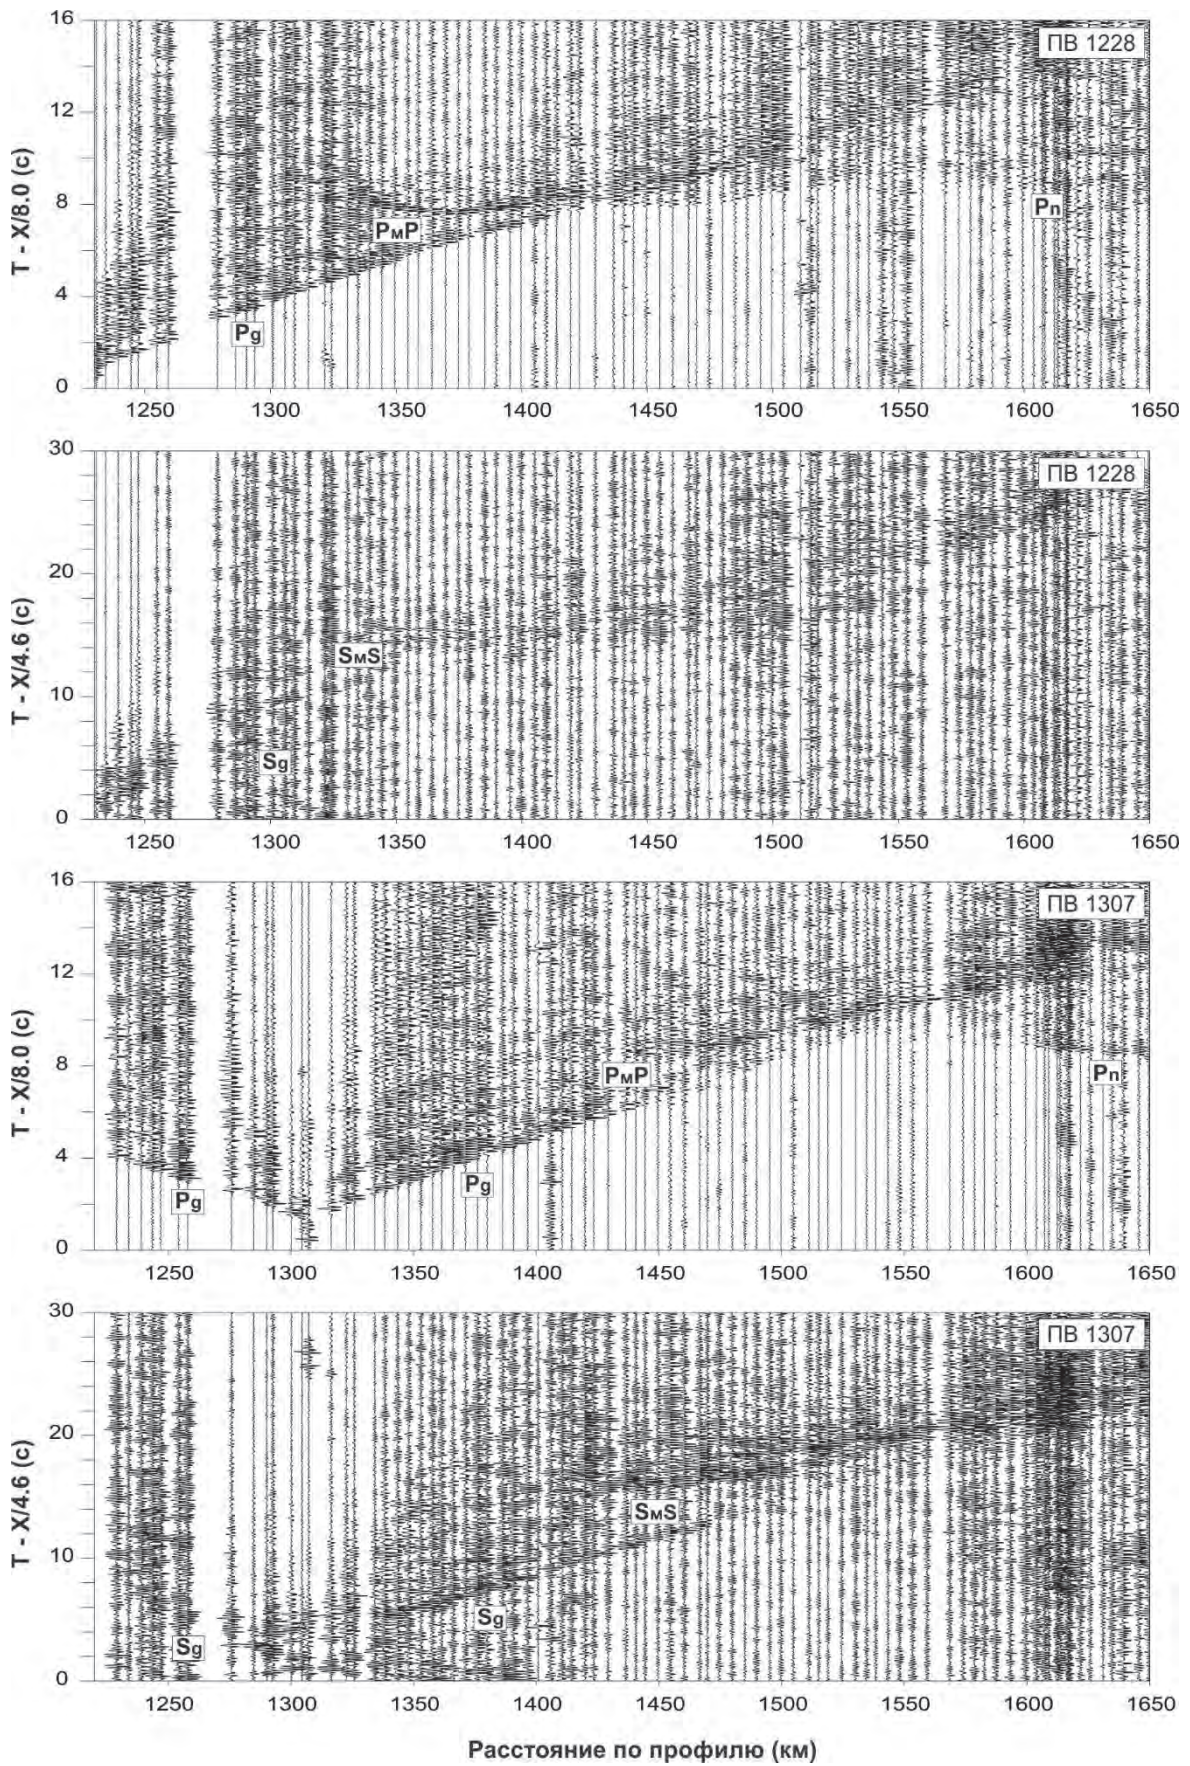 16
12
8
4
0
T - X/8.0 (с)
ПВ 1228
PмP
Pg
Pn
1250 1300 1350 1400 1450 1500 1550 1600 1650
30
20
10
0
T - X/4.6 (с)
ПВ 1228
SмS
Sg
1250 1300 1350 1400 1450 1500 1550 1600 1650
16
12
8
4
0
T - X/8.0 (с)
ПВ 1307
PмP
Pn
Pg
Pg
1250 1300 1350 1400 1450 1500 1550 1600 1650
30
20
10
0
T - X/4.6 (с)
ПВ 1307
SмS
Sg
Sg
1250 1300 1350 1400 1450 1500 1550 1600 1650
Расстояние по профилю (км)